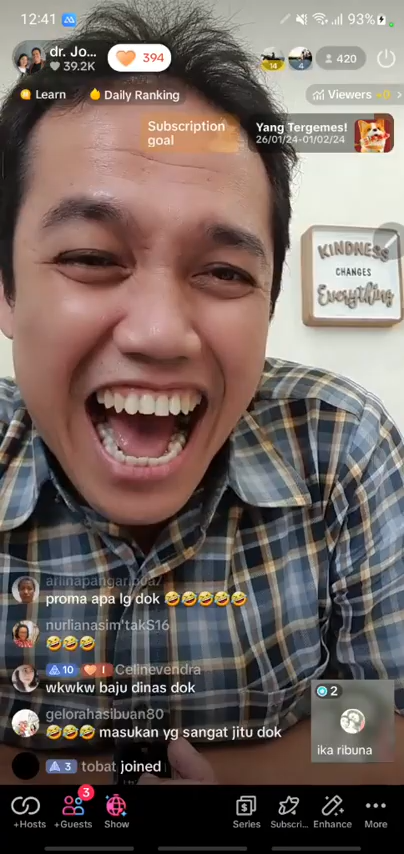 12:41
93%
dr. Jo...
39.2K
394
14
4
420
Learn
Daily Ranking
Viewers +0 >
Subscription
goal
Yang Tergemes!
26/01/24-01/02/24
KINDNESS
CHANGES
Everything
proma apa lg dok 🤣🤣🤣🤣🤣
nurlianasim'takS16
🤣🤣🤣
10 I Celinevendra
wkwkw baju dinas dok
gelorahasibuan80
🤣🤣🤣 masukan yg sangat jitu dok
3 tobat joined
2
ika ribuna
3
+Hosts
+Guests
Show
Series
Subscri...
Enhance
More